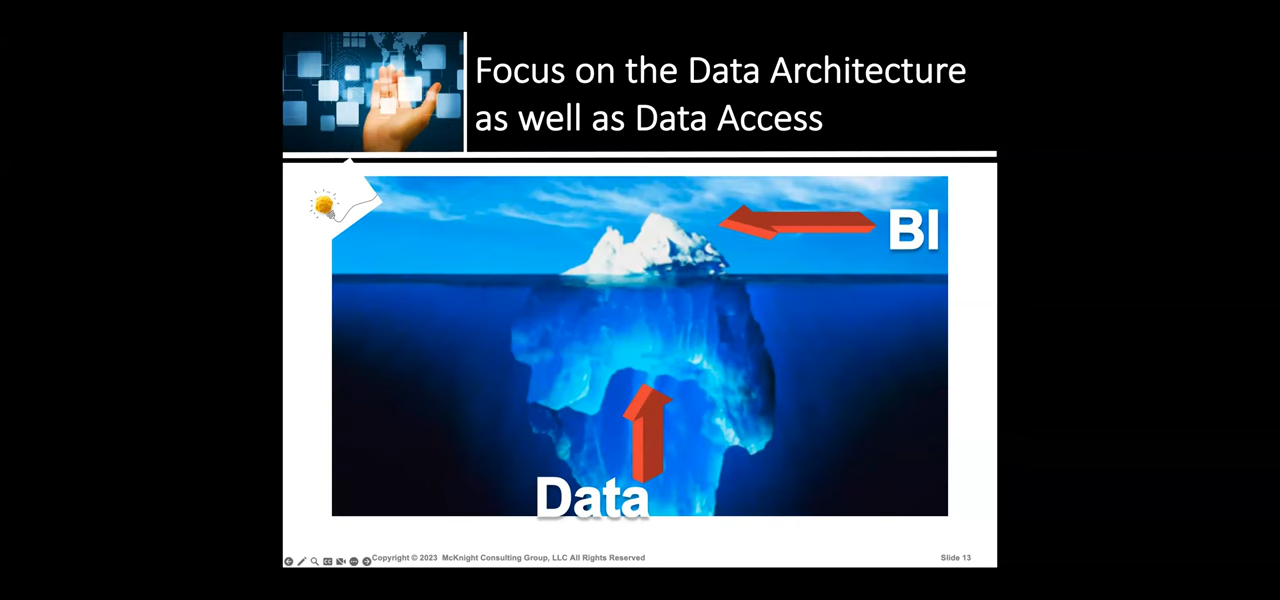 Focus on the Data Architecture
as well as Data Access
BI
Data
Copyright © 2023 McKnight Consulting Group, LLC All Rights Reserved
Slide 13